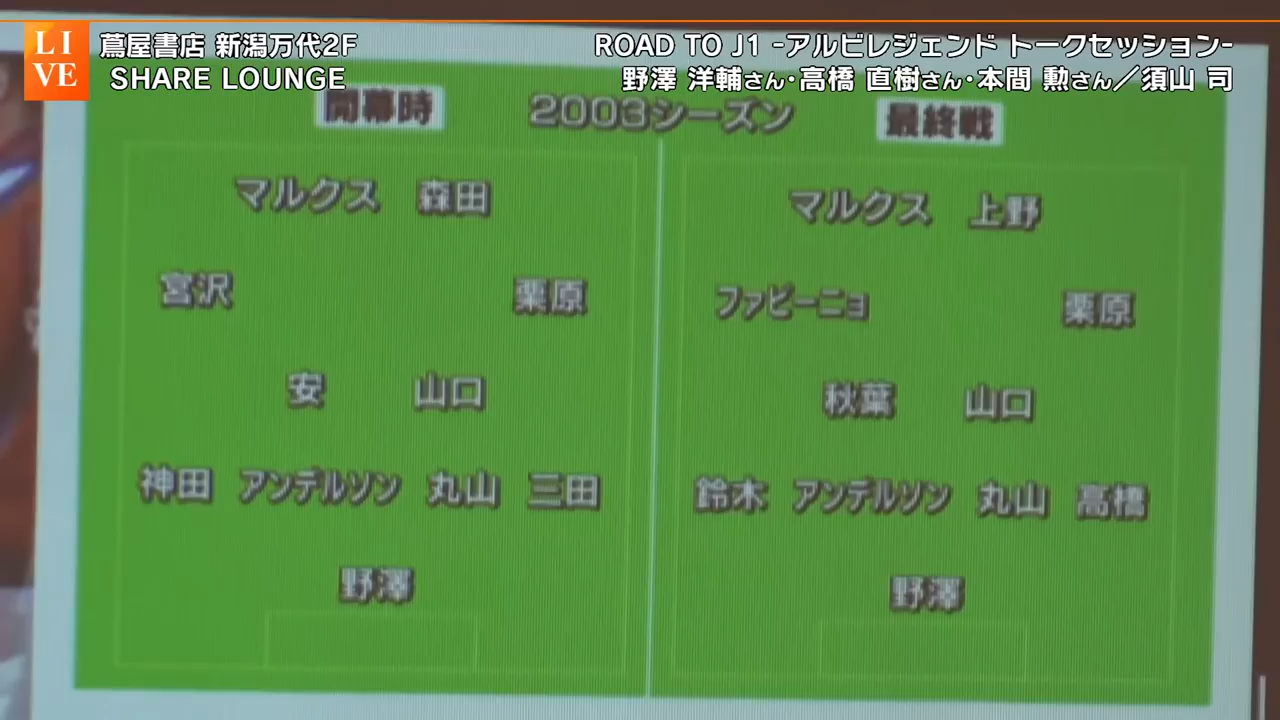 LIVE
蔦屋書店 新潟万代2F
SHARE LOUNGE
ROAD TO J1 -アルビレジェンド トークセッション-
野澤 洋輔さん・高橋 直樹さん・本間 勲さん／須山 司
開幕時
2003シーズン
最終戦
マルクス 森田
宮沢 栗原
安 山口
神田 アンデルソン 丸山 三田
野澤
マルクス 上野
ファビーニョ 栗原
秋葉 山口
鈴木 アンデルソン 丸山 高橋
野澤